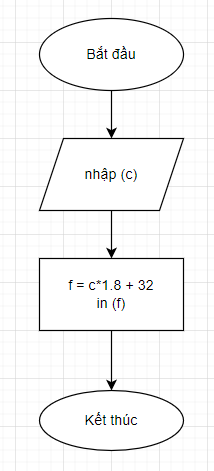 Bắt đầu
nhập (c)
f = c*1.8 + 32
in (f)
Kết thúc